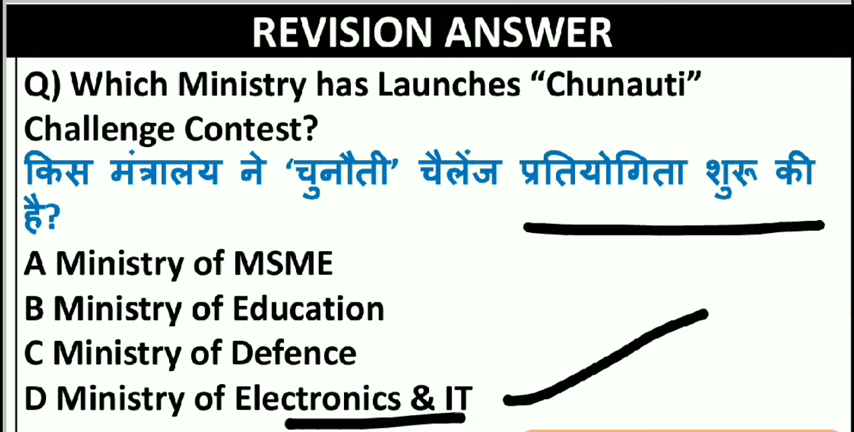 REVISION ANSWER
Q) Which Ministry has Launches “Chunauti”
Challenge Contest?
किस मंत्रालय ने ‘चुनौती’ चैलेंज प्रतियोगिता शुरू की
है?
A Ministry of MSME
B Ministry of Education
C Ministry of Defence
D Ministry of Electronics & IT